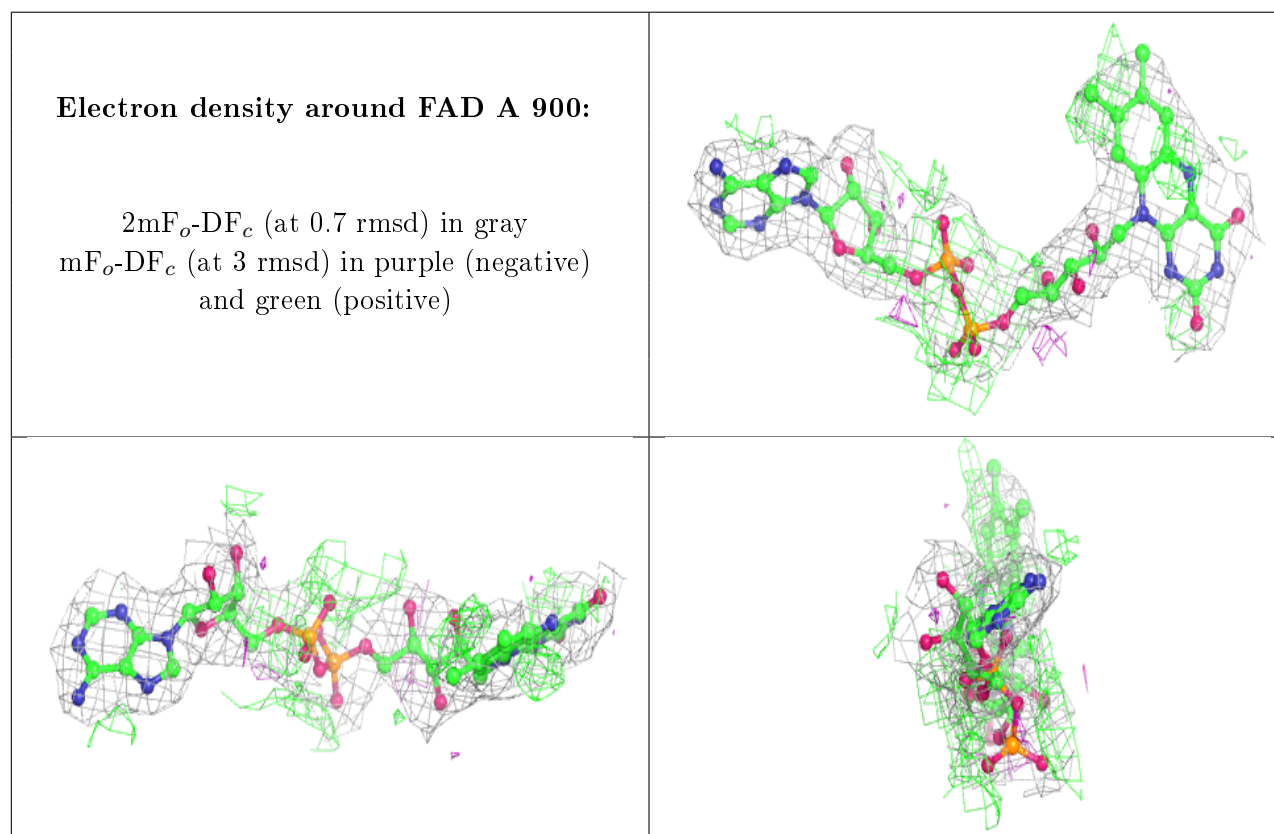 Electron density around FAD A 900:
2mFₒ-DF𝒸 (at 0.7 rmsd) in gray
mFₒ-DF𝒸 (at 3 rmsd) in purple (negative)
and green (positive)